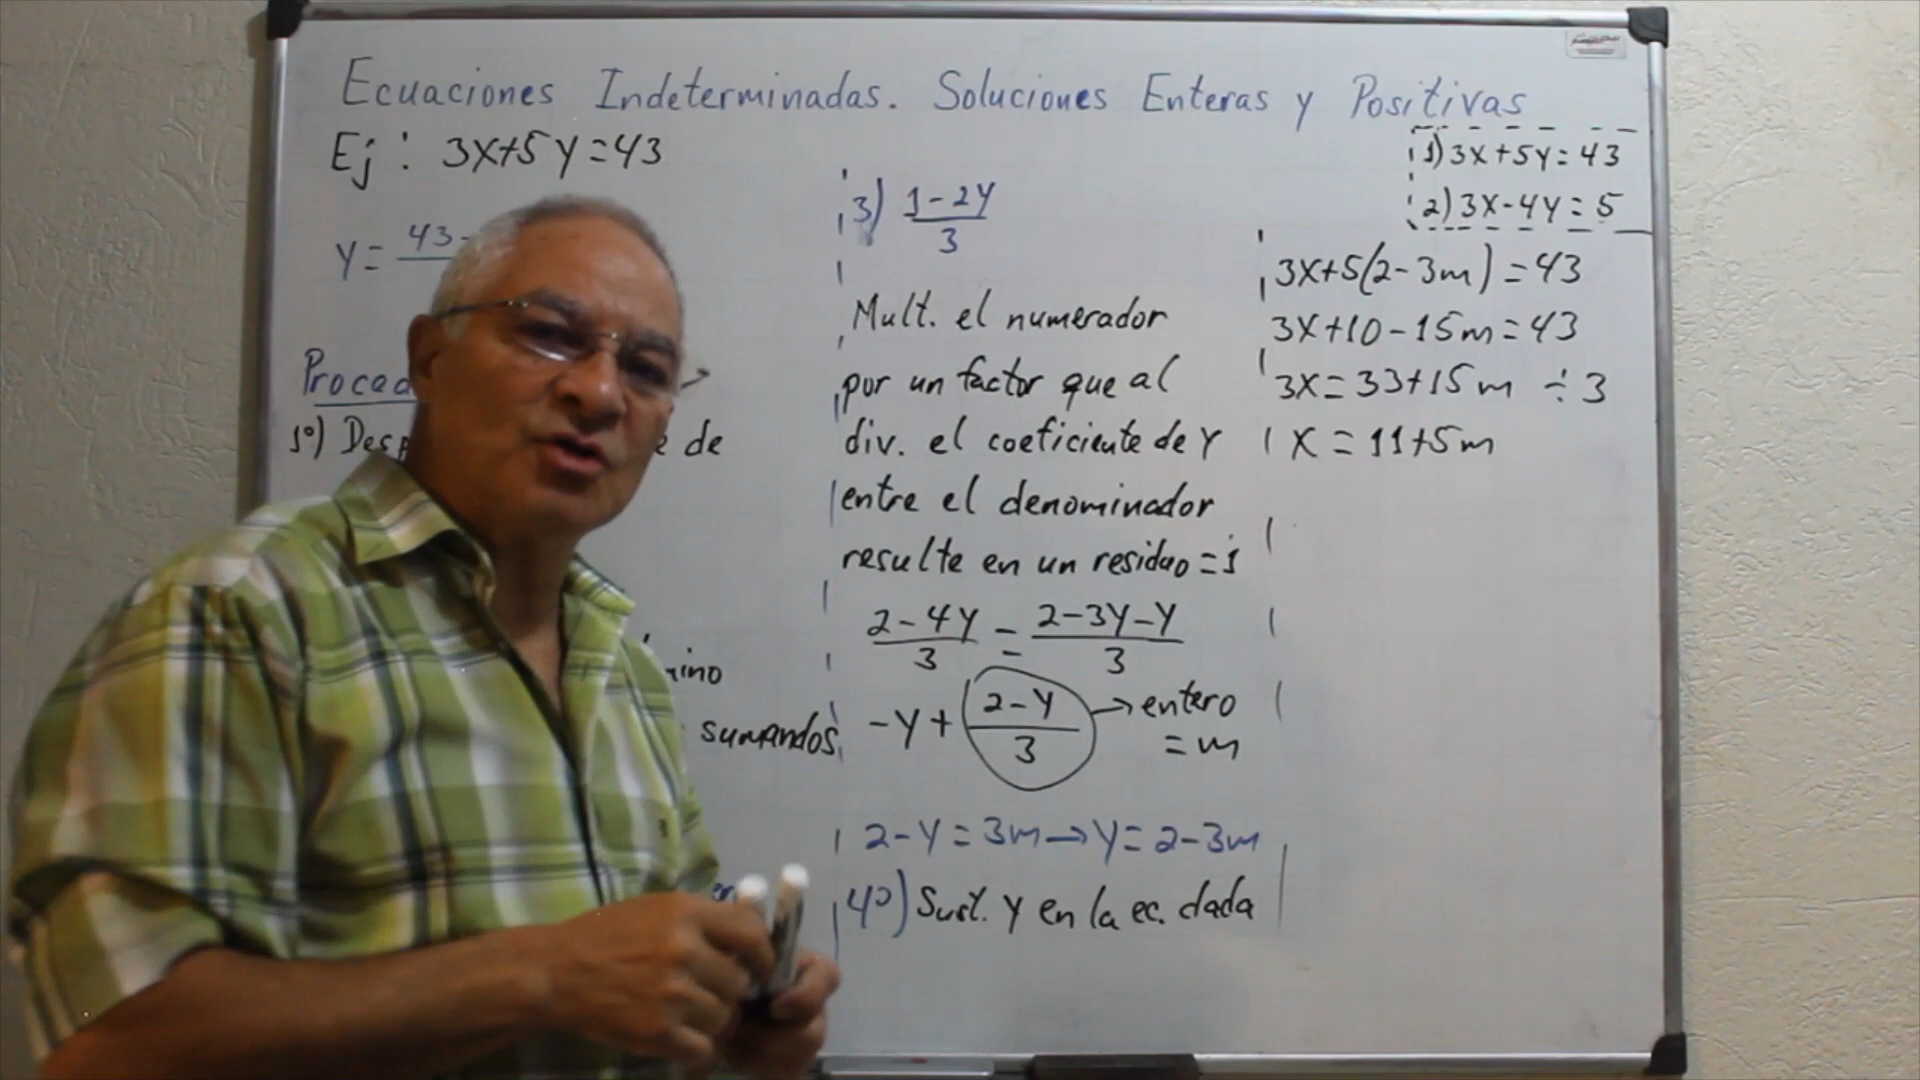 Ecuaciones Indeterminadas. Soluciones Enteras y Positivas
Ej: 3X+5Y=43
Y= 43-
1º)
de
sumandos
3) 1-2Y
3
Mult. el numerador
por un factor que al
div. el coeficiente de Y
entre el denominador
resulte en un residuo=1
2-4Y = 2-3Y-Y
3 3
-Y+ 2-Y → entero
3 =m
2-Y=3m→Y=2-3m
4º) Sust. Y en la ec. dada
1) 3X+5Y=43
2) 3X-4Y=5
3X+5(2-3m)=43
3X+10-15m=43
3X=33+15m ÷3
X=11+5m